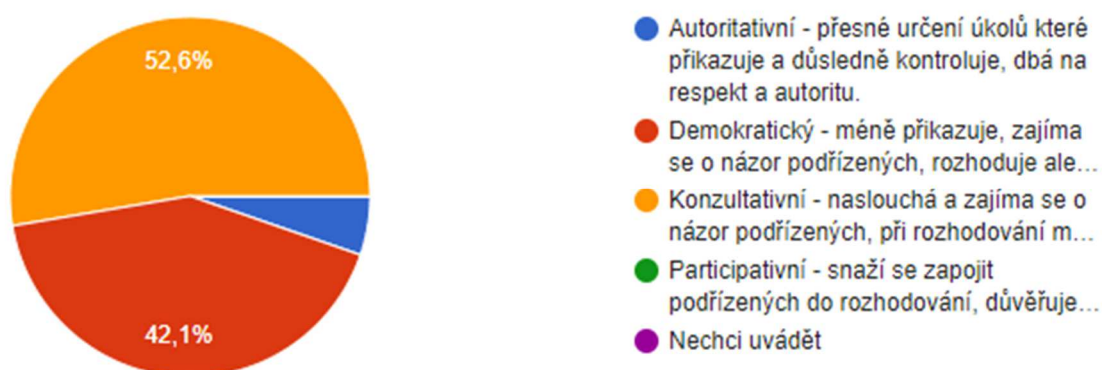 52,6%
42,1%
Autoritativní - přesné určení úkolů které
přikazuje a důsledně kontroluje, dbá na
respekt a autoritu.
Demokratický - méně přikazuje, zajíma
se o názor podřízených, rozhoduje ale…
Konzultativní - naslouchá a zajíma se o
názor podřízených, při rozhodování m…
Participativní - snaží se zapojit
podřízených do rozhodování, důvěřuje…
Nechci uvádět